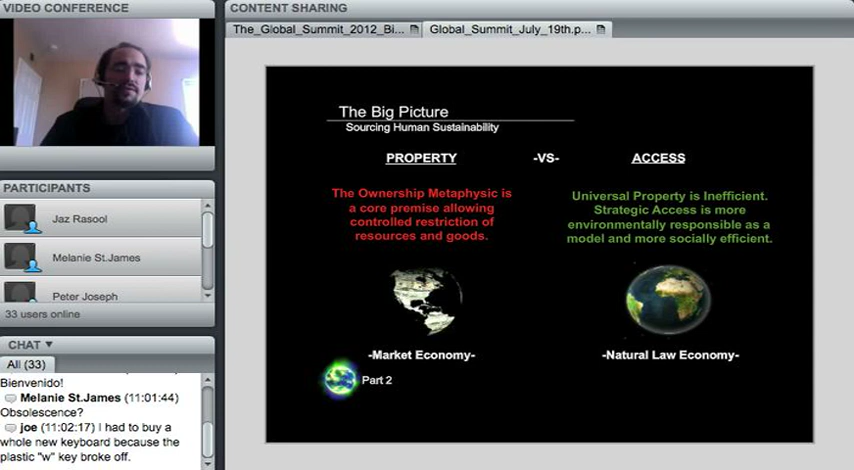 VIDEO CONFERENCE
PARTICIPANTS
Jaz Rasool
Melanie St.James
Peter Joseph
33 users online
CHAT
All (33)
Bienvenido!
Melanie St.James (11:01:44)
Obsolescence?
joe (11:02:17) I had to buy a
whole new keyboard because the
plastic "w" key broke off.
CONTENT SHARING
The_Global_Summit_2012_Bi...
Global_Summit_July_19th.p...
The Big Picture
Sourcing Human Sustainability
PROPERTY -VS- ACCESS
The Ownership Metaphysic is
a core premise allowing
controlled restriction of
resources and goods.
Universal Property is Inefficient.
Strategic Access is more
environmentally responsible as a
model and more socially efficient.
-Market Economy-
-Natural Law Economy-
Part 2